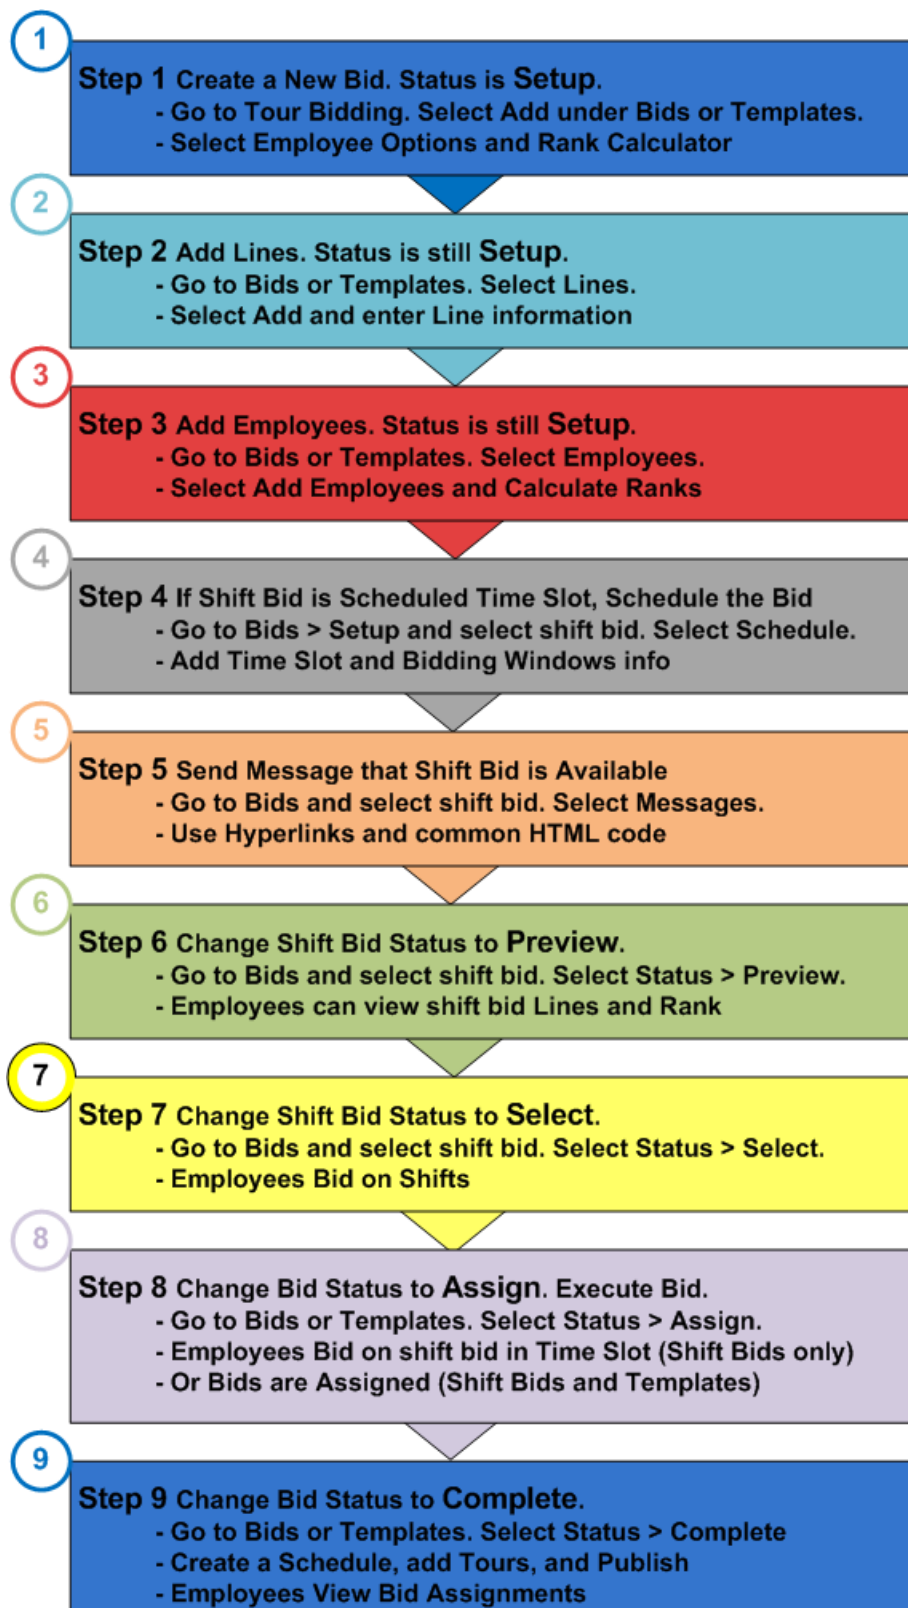 1
Step 1 Create a New Bid. Status is Setup.
- Go to Tour Bidding. Select Add under Bids or Templates.
- Select Employee Options and Rank Calculator
2
Step 2 Add Lines. Status is still Setup.
- Go to Bids or Templates. Select Lines.
- Select Add and enter Line information
3
Step 3 Add Employees. Status is still Setup.
- Go to Bids or Templates. Select Employees.
- Select Add Employees and Calculate Ranks
4
Step 4 If Shift Bid is Scheduled Time Slot, Schedule the Bid
- Go to Bids > Setup and select shift bid. Select Schedule.
- Add Time Slot and Bidding Windows info
5
Step 5 Send Message that Shift Bid is Available
- Go to Bids and select shift bid. Select Messages.
- Use Hyperlinks and common HTML code
6
Step 6 Change Shift Bid Status to Preview.
- Go to Bids and select shift bid. Select Status > Preview.
- Employees can view shift bid Lines and Rank
7
Step 7 Change Shift Bid Status to Select.
- Go to Bids and select shift bid. Select Status > Select.
- Employees Bid on Shifts
8
Step 8 Change Bid Status to Assign. Execute Bid.
- Go to Bids or Templates. Select Status > Assign.
- Employees Bid on shift bid in Time Slot (Shift Bids only)
- Or Bids are Assigned (Shift Bids and Templates)
9
Step 9 Change Bid Status to Complete.
- Go to Bids or Templates. Select Status > Complete
- Create a Schedule, add Tours, and Publish
- Employees View Bid Assignments